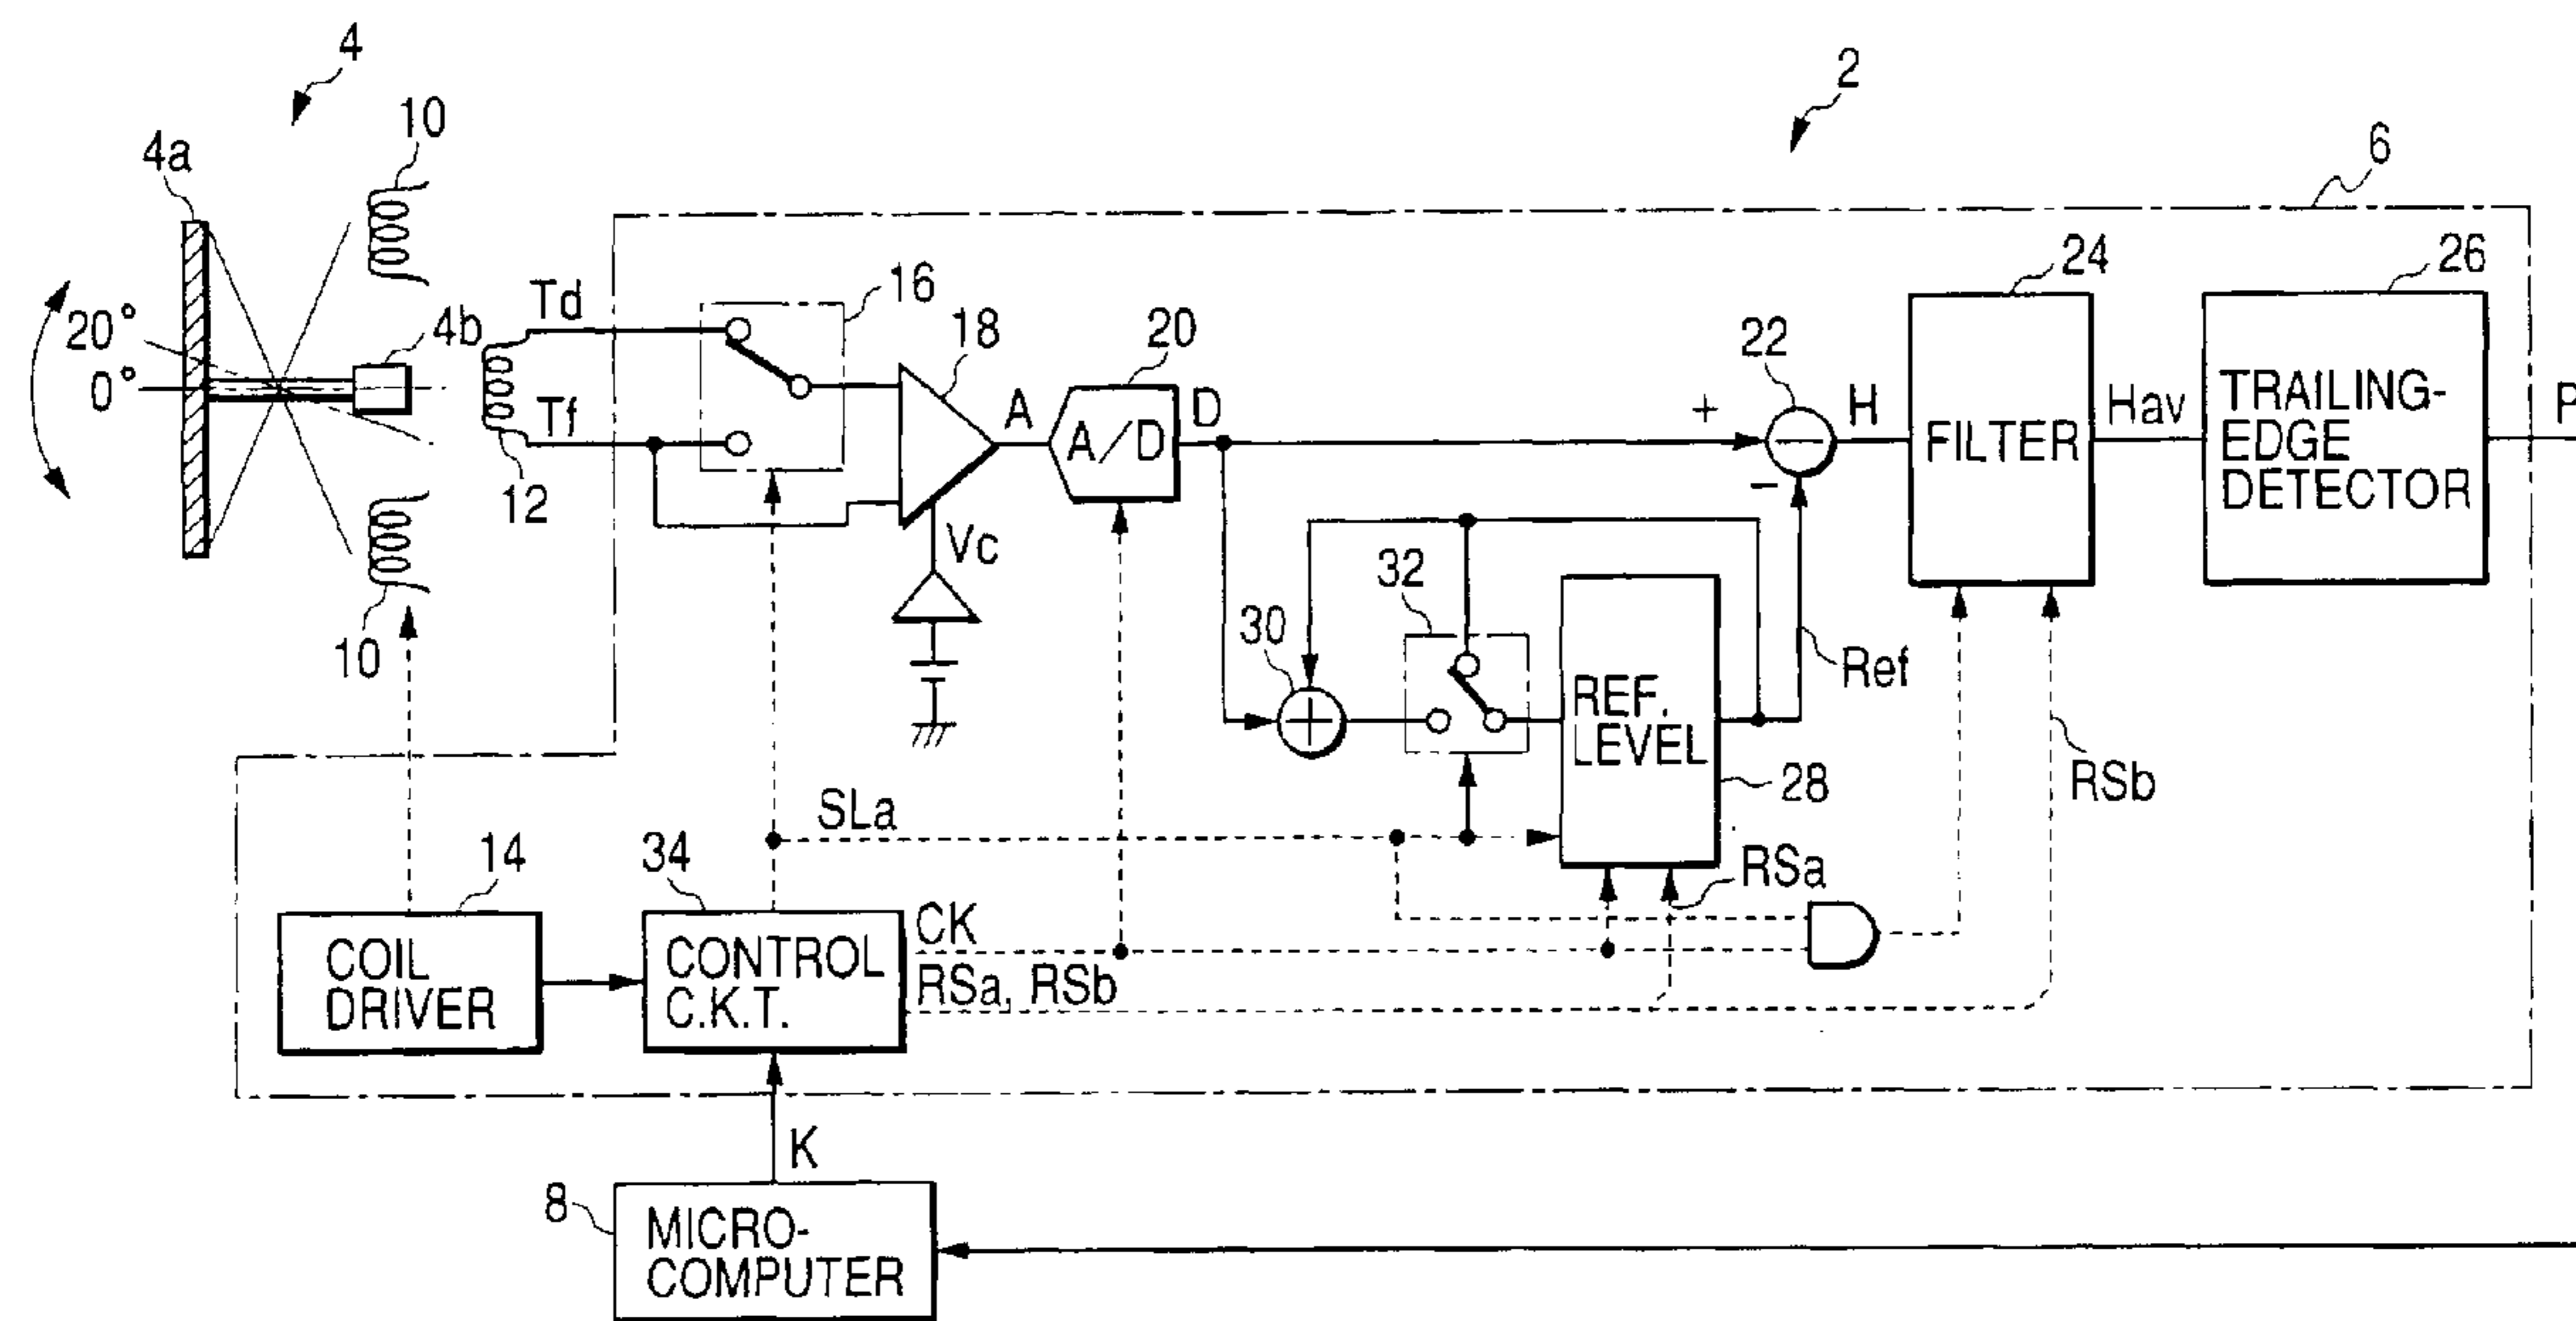 4
2
10
6
4a
24
26
Td
16
20°
4b
18
20
22
0°
A
D
+
H
Hav
P
Tf
A/D
−
FILTER
TRAILING-
EDGE
DETECTOR
12
Vc
32
10
30
Ref
REF.
LEVEL
28
RSb
SLa
14
34
RSa
COIL
DRIVER
CONTROL
C.K.T.
CK
RSa, RSb
K
8
MICRO-
COMPUTER